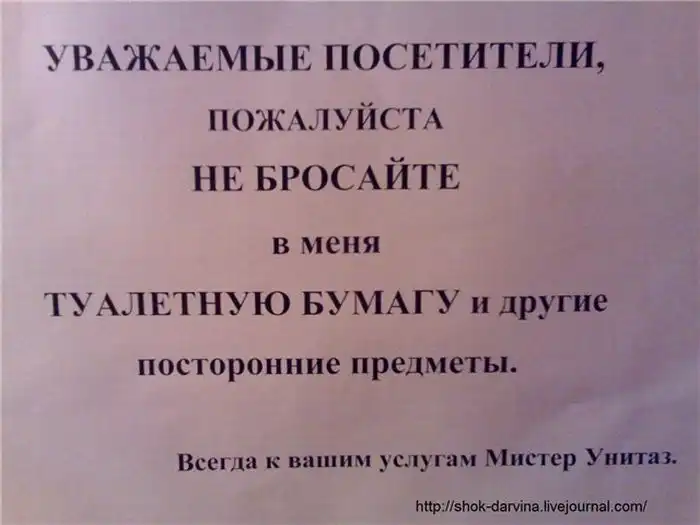 УВАЖАЕМЫЕ ПОСЕТИТЕЛИ,
ПОЖАЛУЙСТА
НЕ БРОСАЙТЕ
в меня
ТУАЛЕТНУЮ БУМАГУ и другие
посторонние предметы.
Всегда к вашим услугам Мистер Унитаз.
http://shok-darvina.livejournal.com/